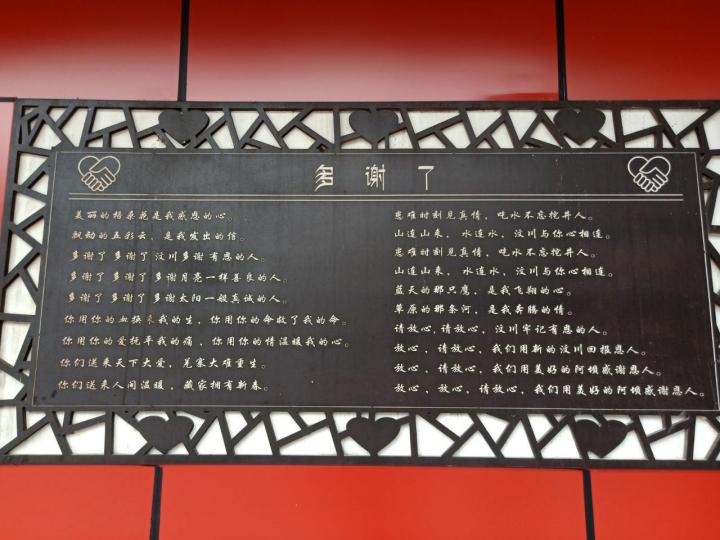 多谢了
美丽的格桑花是我感恩的心。
飘动的五彩云，是我发出的信。
多谢了 多谢了 汶川多谢 有恩的人。
多谢了 多谢了 多谢月亮一样善良的人。
多谢了 多谢了 多谢太阳一般真诚的人。
你用你的血换来我的生，你用你的命救了我的命。
你用你的爱抚平我的痛，你用你的情温暖我的心。
你们送来天下大爱，羌寨大难重生。
你们送来人间温暖，藏家拥有新春。
患难时刻见真情，吃水不忘挖井人。
山连山来，水连水，汶川与你心相连。
患难时刻见真情，吃水不忘挖井人。
山连山来，水连水，汶川与你心相连。
蓝天的那只鹰，是我飞翔的心。
草原的那条河，是我奔腾的情。
请放心，请放心，汶川牢记有恩的人。
放心、放心、请放心，我们用新的汶川回报恩人。
放心、放心、请放心，我们用美好的阿坝感谢恩人。
放心、放心、请放心，我们用美好的阿坝感谢恩人。